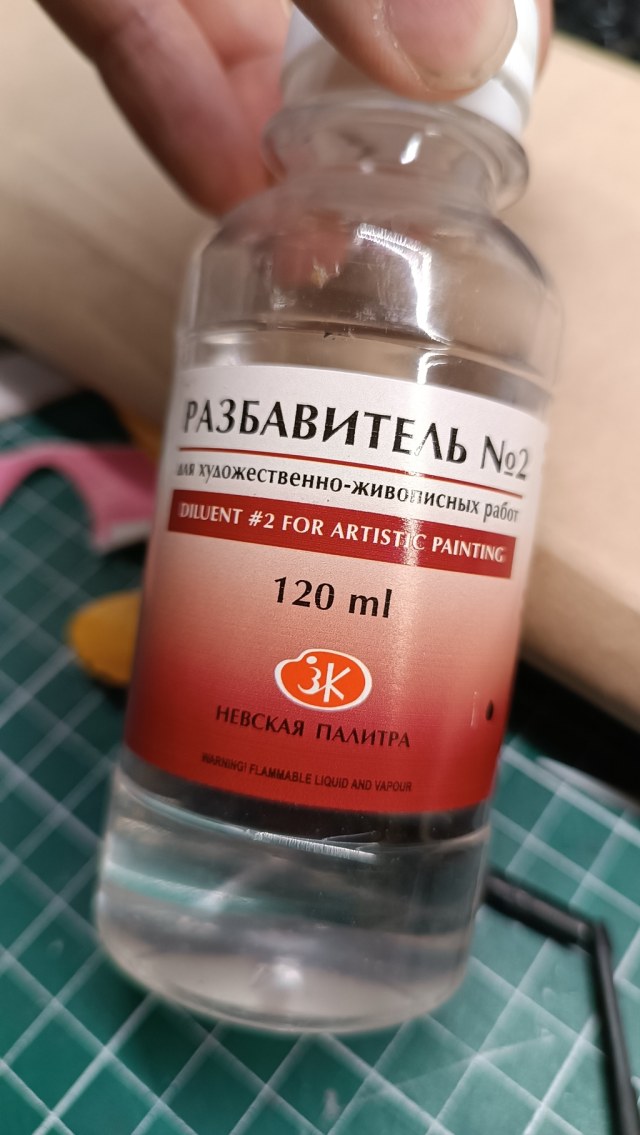 РАЗБАВИТЕЛЬ №2
для художественно-живописных работ
DILUENT #2 FOR ARTISTIC PAINTING
120 ml
ЗК
НЕВСКАЯ ПАЛИТРА
WARNING! FLAMMABLE LIQUID AND VAPOUR